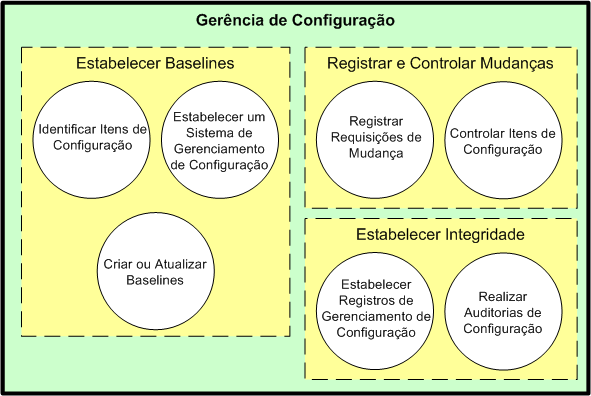 Gerência de Configuração
Estabelecer Baselines
Identificar Itens de
Configuração
Estabelecer um
Sistema de
Gerenciamento
de Configuração
Criar ou Atualizar
Baselines
Registrar e Controlar Mudanças
Registrar
Requisições de
Mudança
Controlar Itens de
Configuração
Estabelecer Integridade
Estabelecer
Registros de
Gerenciamento de
Configuração
Realizar
Auditorias de
Configuração